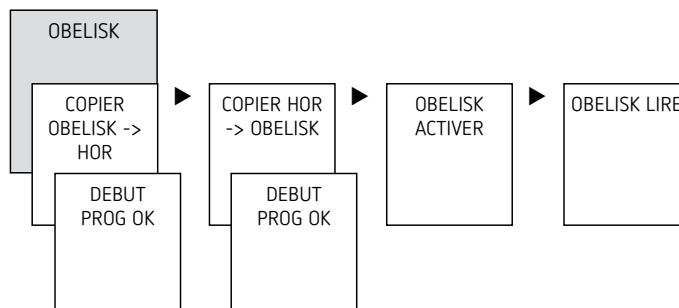 OBELISK
COPIER
OBELISK ->
HOR
DEBUT
PROG OK
COPIER HOR
-> OBELISK
DEBUT
PROG OK
OBELISK
ACTIVER
OBELISK LIRE